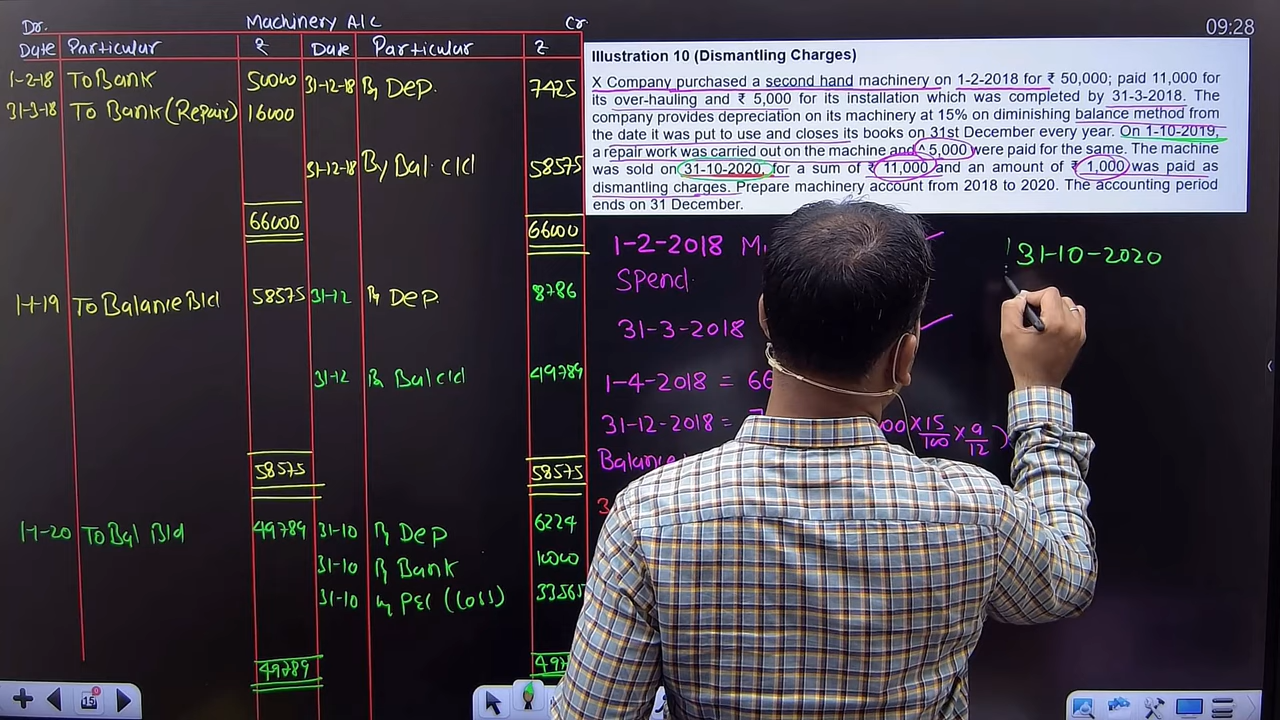 09:28
Dr. Machinery A/C Cr.
Date Particular ₹ Date Particular ₹
1-2-18 To Bank 50000 31-12-18 By Dep. 7425
31-3-18 To Bank (Repair) 16000
31-12-18 By Bal. c/d 58575
66000 66000
1-1-19 To Balance B/d 58575 31-12 By Dep. 8786
31-12 By Bal c/d 49789
58575 58575
1-1-20 To Bal B/d 49789 31-10 By Dep 6224
31-10 By Bank 10000
31-10 By P&L (Loss) 33565
49789
Illustration 10 (Dismantling Charges)
X Company purchased a second hand machinery on 1-2-2018 for ₹ 50,000; paid 11,000 for
its over-hauling and ₹ 5,000 for its installation which was completed by 31-3-2018. The
company provides depreciation on its machinery at 15% on diminishing balance method from
the date it was put to use and closes its books on 31st December every year. On 1-10-2019,
a repair work was carried out on the machine and ^ 5,000 were paid for the same. The machine
was sold on 31-10-2020, for a sum of ₹ 11,000 and an amount of ₹ 1,000 was paid as
dismantling charges. Prepare machinery account from 2018 to 2020. The accounting period
ends on 31 December.
1-2-2018
Spend
31-3-2018
1-4-2018 = 66
31-12-2018 = 7 00 × 15/100 × 9/12 )
Balance
31-10-2020
15